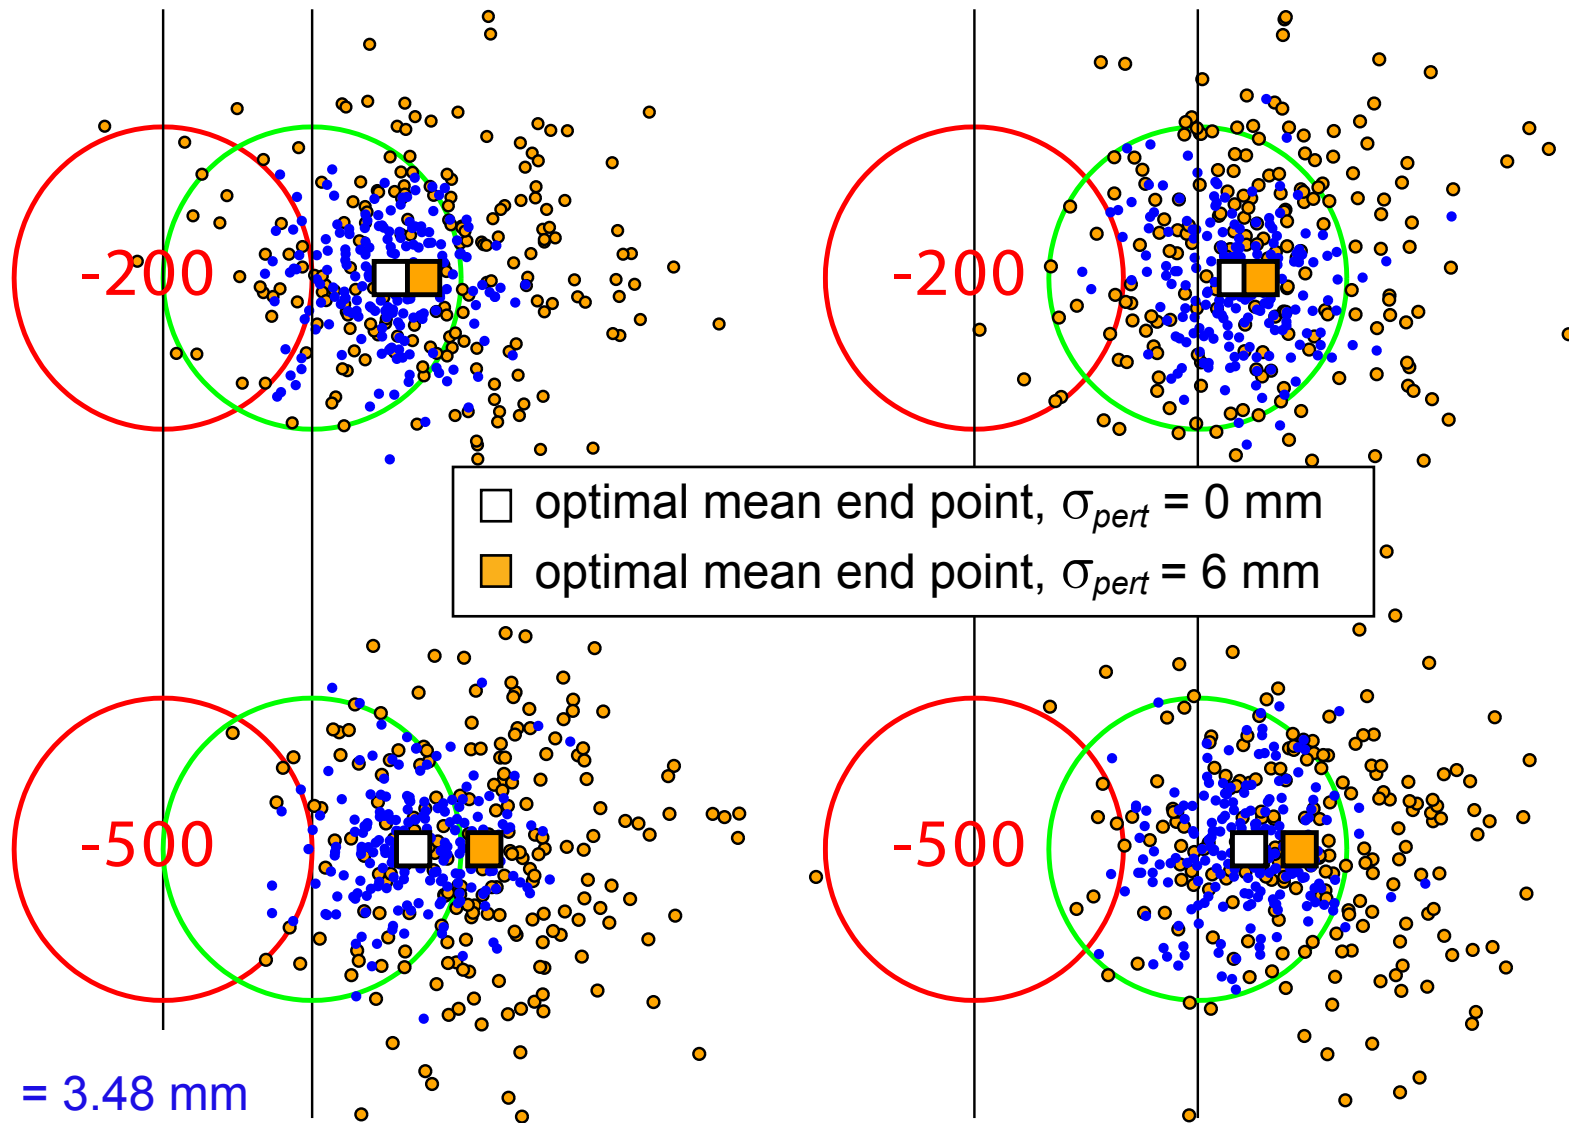 -200
-200
optimal mean end point, σpert = 0 mm
optimal mean end point, σpert = 6 mm
-500
-500
= 3.48 mm